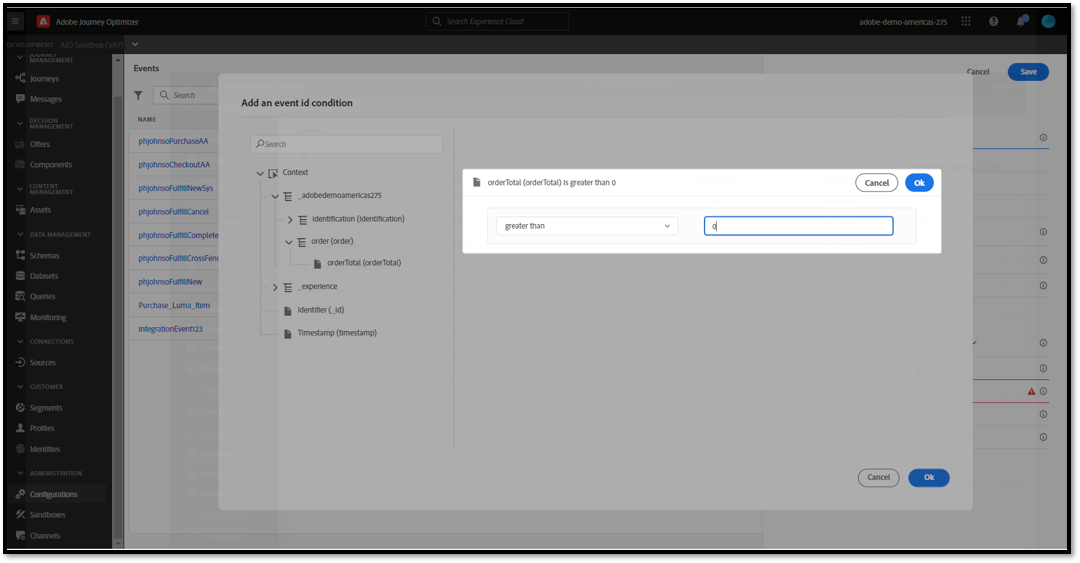 Adobe Journey Optimizer
Search Experience Cloud
adobe-demo-americas-275
DEVELOPMENT AJO Sandbox (VA7)
MANAGEMENT
Journeys
Messages
DECISION
MANAGEMENT
Offers
Components
CONTENT
MANAGEMENT
Assets
DATA MANAGEMENT
Schemas
Datasets
Queries
Monitoring
CONNECTIONS
Sources
CUSTOMER
Segments
Profiles
Identities
ADMINISTRATION
Configurations
Sandboxes
Channels
Events
Cancel
Save
Search
NAME
phjohnsoPurchaseAA
phjohnsoCheckoutAA
phjohnsoFulfillNewSys
phjohnsoFulfillCancel
phjohnsoFulfillComplete
phjohnsoFulfillCrossFenc
phjohnsoFulfillNew
Purchase_Luma_Item
IntegrationEvent123
Add an event id condition
Search
Context
_adobedemoamericas275
Identification (identification)
order (order)
orderTotal (orderTotal)
_experience
Identifier (_id)
Timestamp (timestamp)
orderTotal (orderTotal) is greater than 0
Cancel
Ok
greater than
0
Cancel
Ok